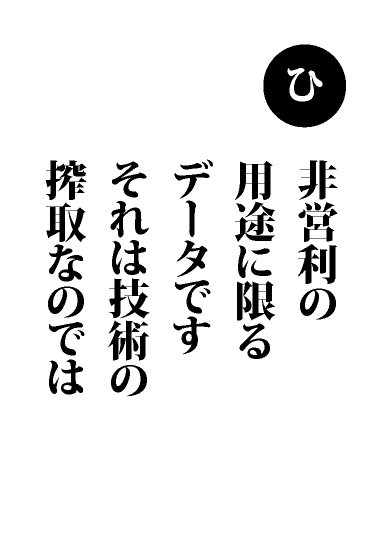 ひ
非営利の
用途に限る
データです
それは技術の
搾取なのでは